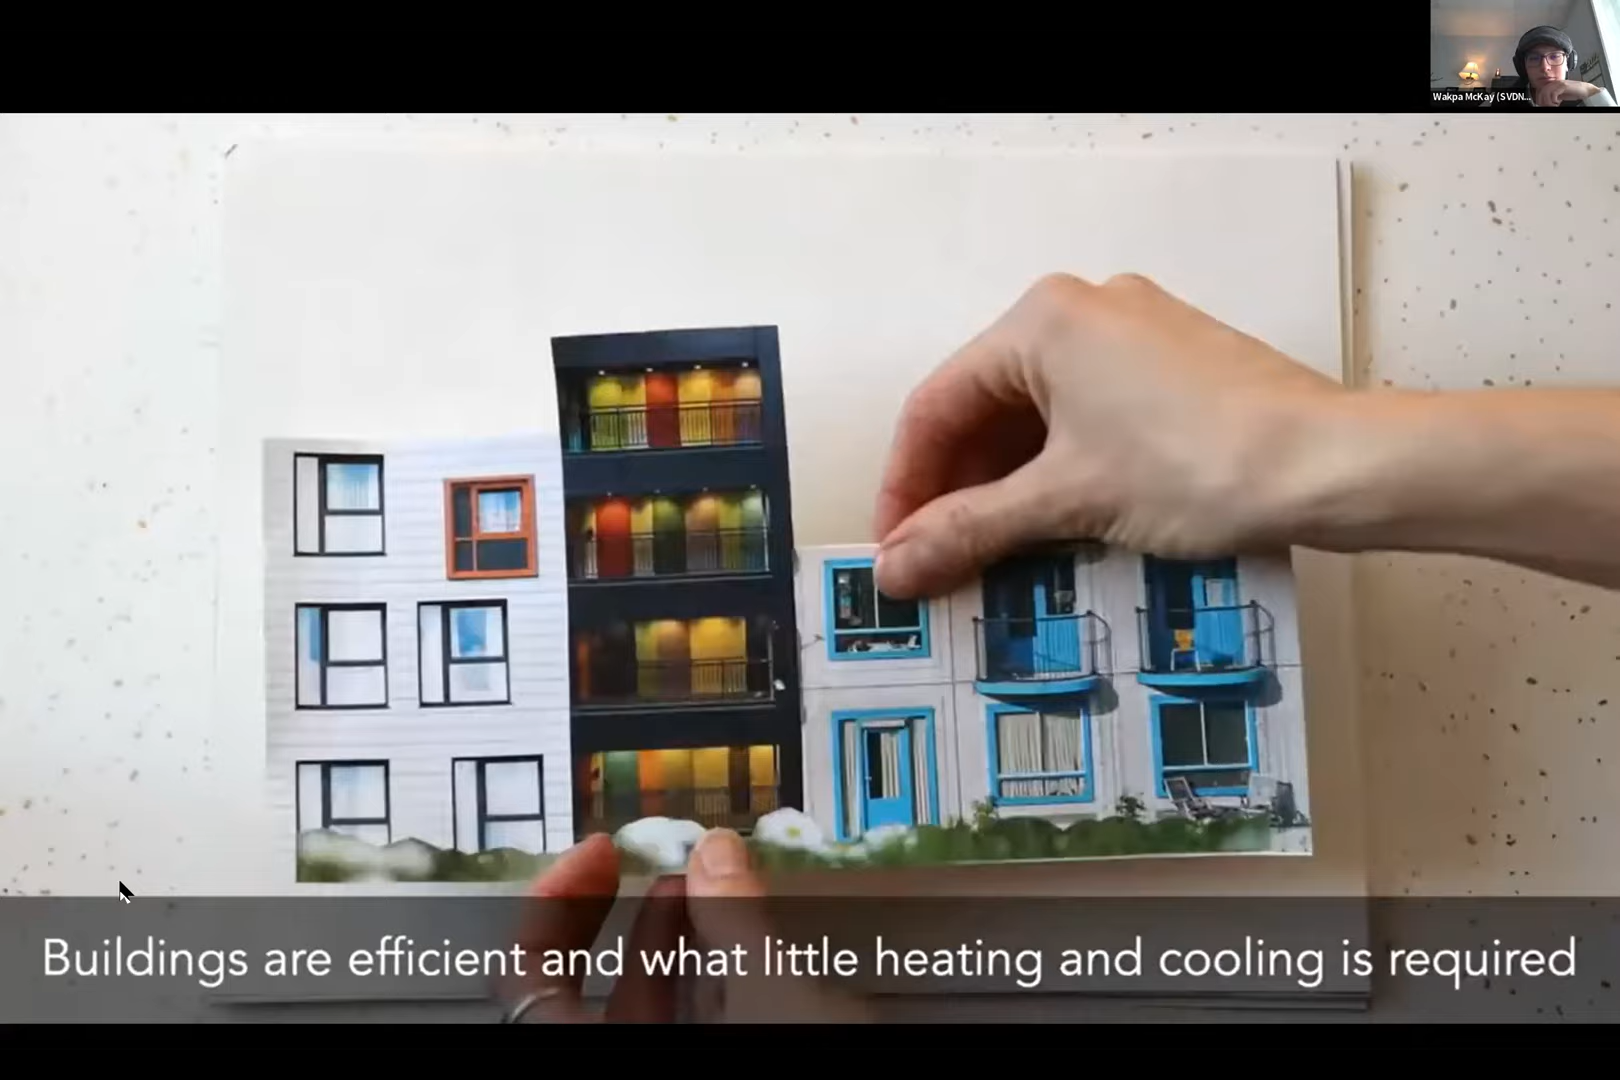 Wakpa McKay (SVDN...
Buildings are efficient and what little heating and cooling is required